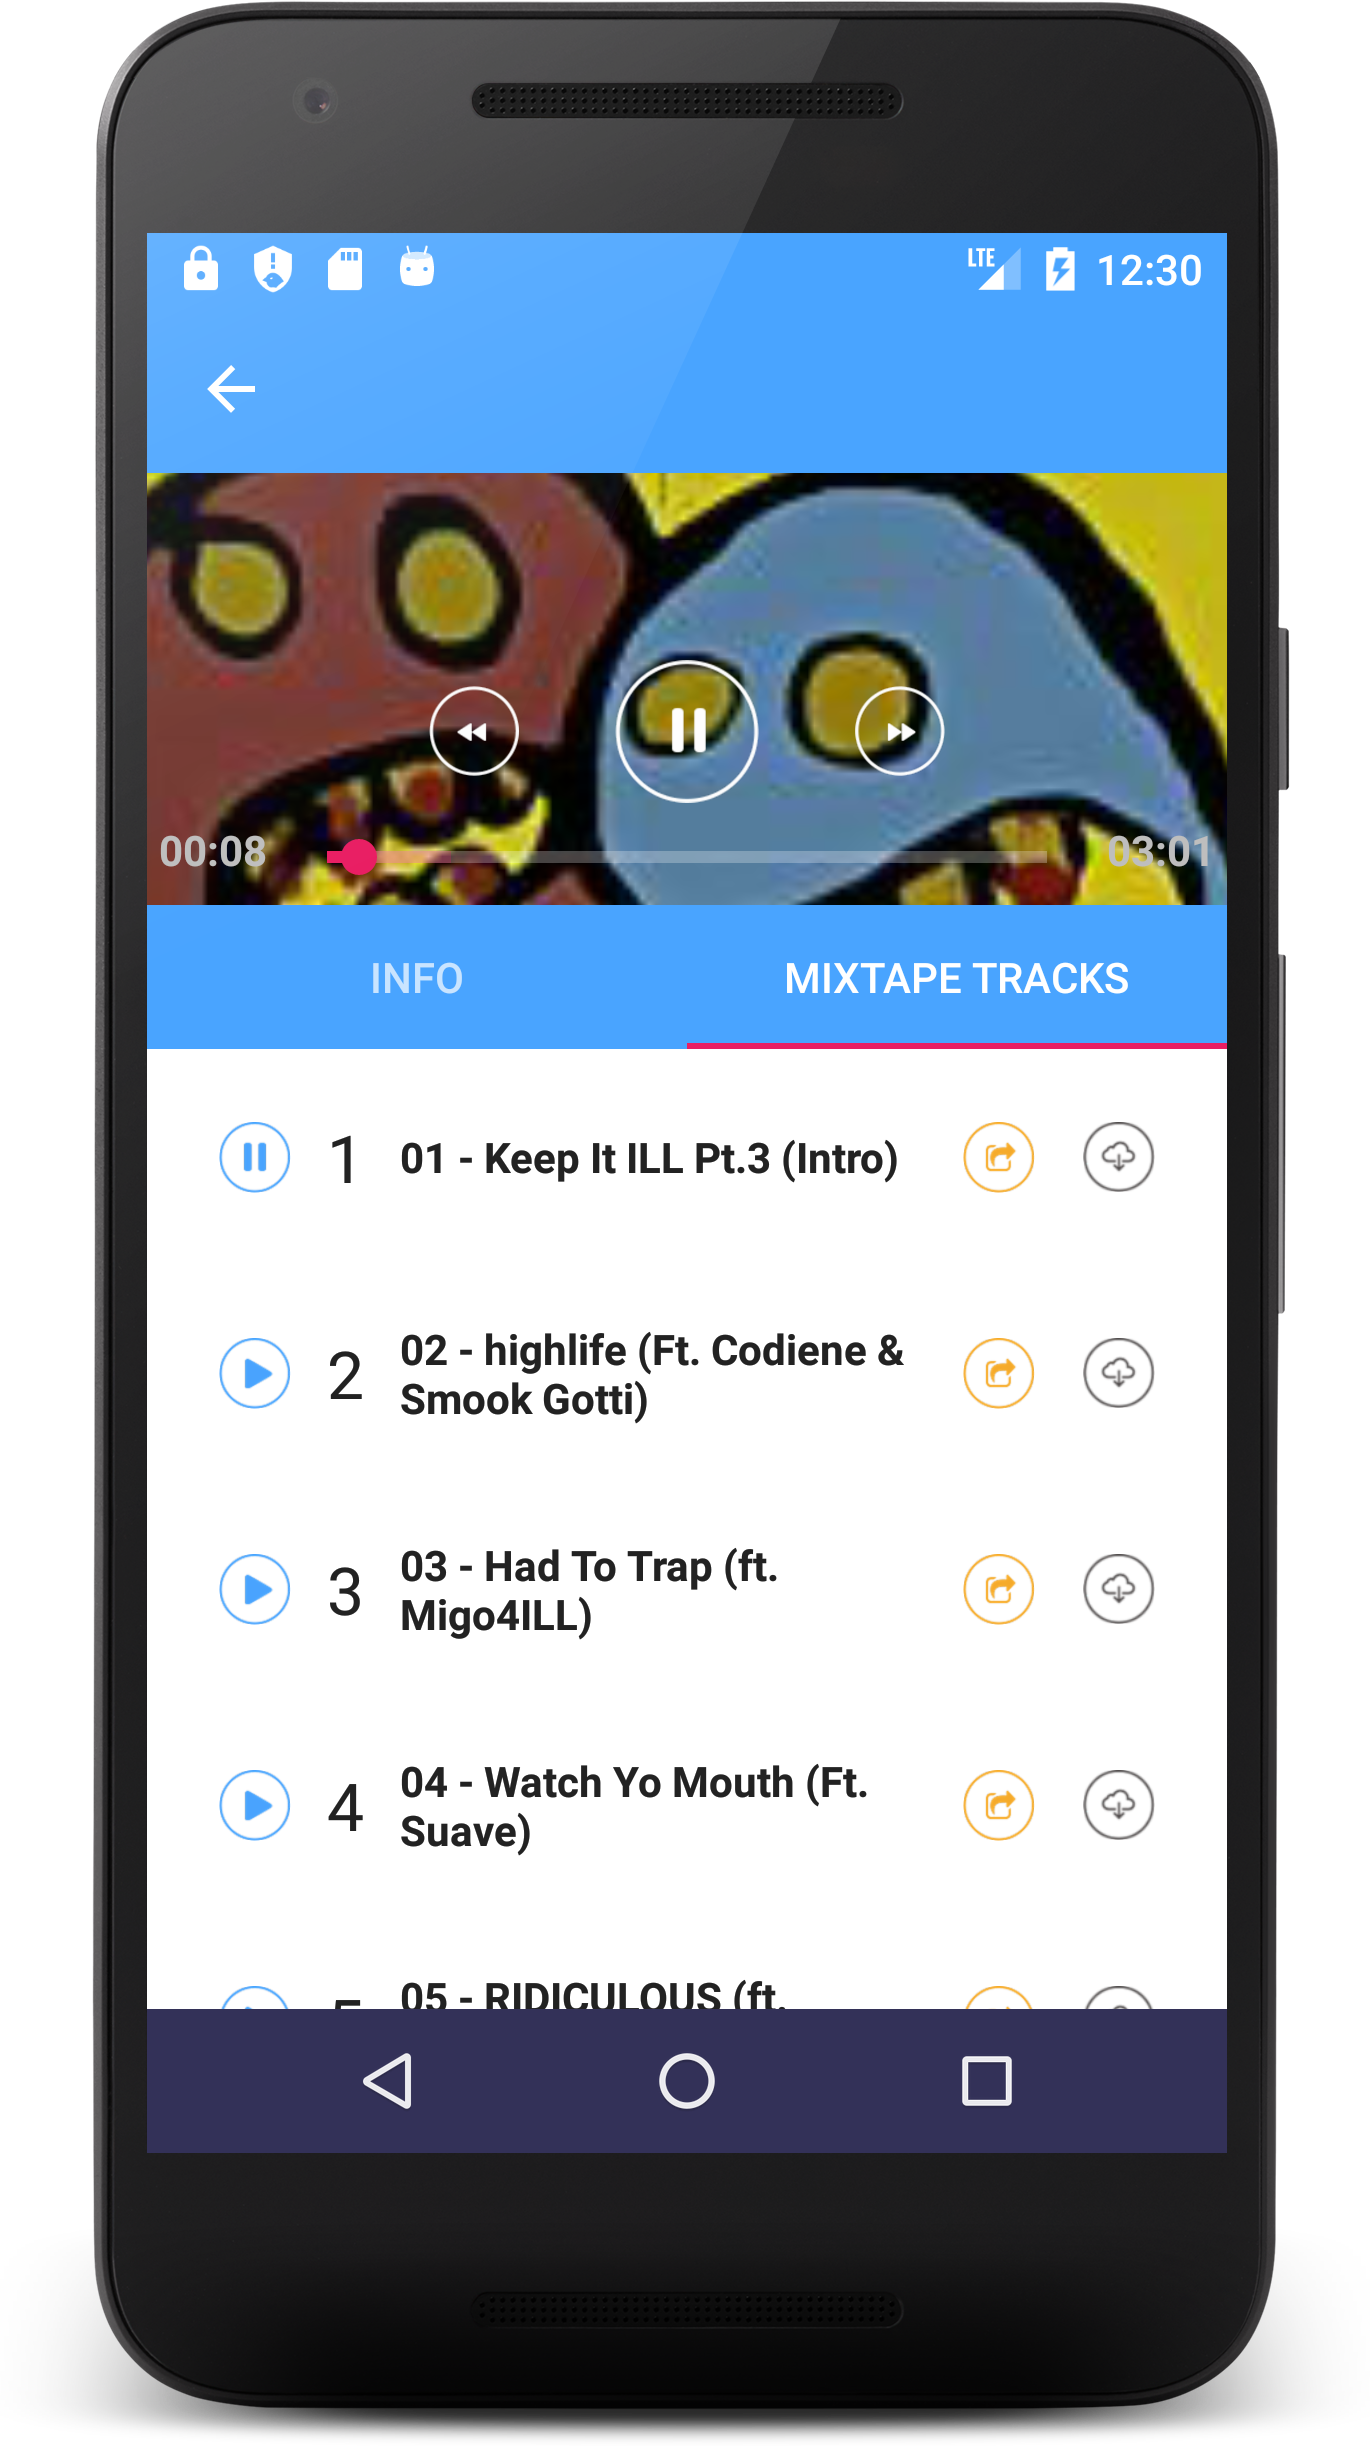 LTE 12:30
00:08 03:01
INFO MIXTAPE TRACKS
1 01 - Keep It ILL Pt.3 (Intro)
2 02 - highlife (Ft. Codiene &
Smook Gotti)
3 03 - Had To Trap (ft.
Migo4ILL)
4 04 - Watch Yo Mouth (Ft.
Suave)
5 05 - RIDICULOUS (ft.